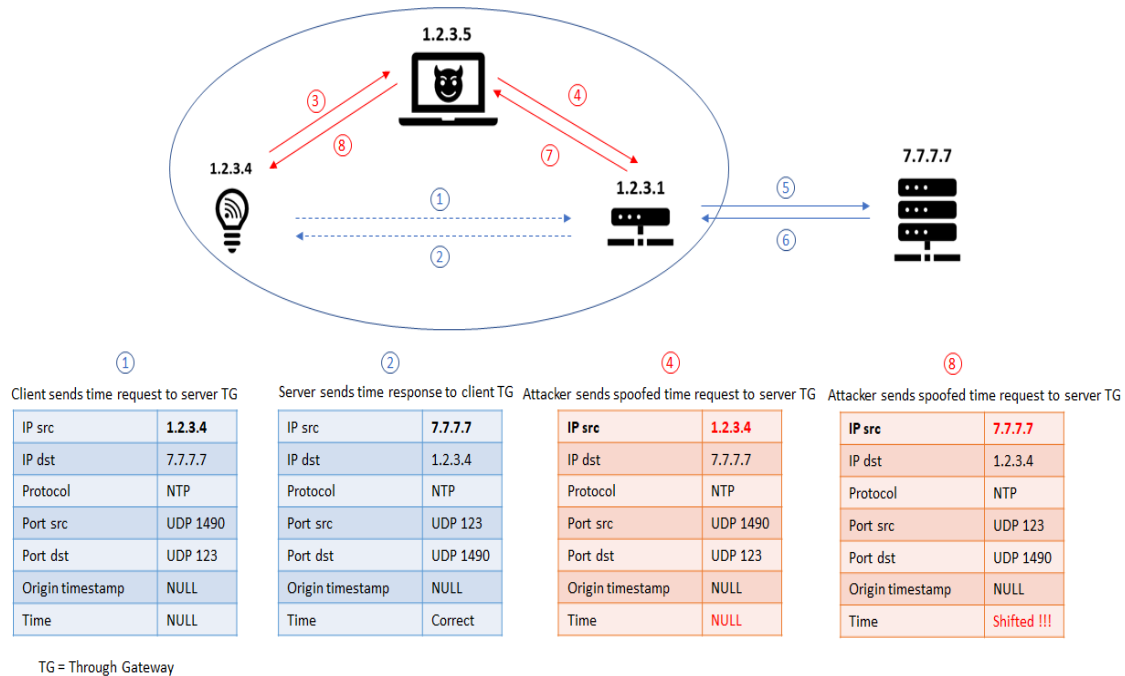 1.2.3.5
③
④
⑧
⑦
1.2.3.4
7.7.7.7
1.2.3.1
①
⑤
②
⑥
①
②
④
⑧
Client sends time request to server TG
Server sends time response to client TG
Attacker sends spoofed time request to server TG
Attacker sends spoofed time request to server TG
IP src 1.2.3.4
IP dst 7.7.7.7
Protocol NTP
Port src UDP 1490
Port dst UDP 123
Origin timestamp NULL
Time NULL
IP src 7.7.7.7
IP dst 1.2.3.4
Protocol NTP
Port src UDP 123
Port dst UDP 1490
Origin timestamp NULL
Time Correct
IP src 1.2.3.4
IP dst 7.7.7.7
Protocol NTP
Port src UDP 1490
Port dst UDP 123
Origin timestamp NULL
Time NULL
IP src 7.7.7.7
IP dst 1.2.3.4
Protocol NTP
Port src UDP 123
Port dst UDP 1490
Origin timestamp NULL
Time Shifted !!!
TG = Through Gateway